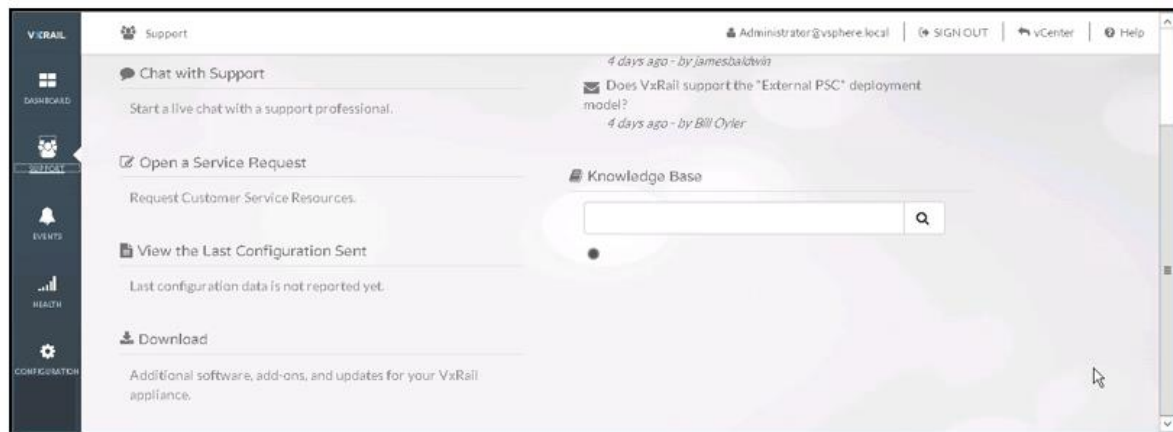 VXRAIL
Support
Administrator@vsphere.local
SIGN OUT
vCenter
Help
DASHBOARD
SUPPORT
EVENTS
HEALTH
CONFIGURATION
Chat with Support
Start a live chat with a support professional.
Open a Service Request
Request Customer Service Resources.
View the Last Configuration Sent
Last configuration data is not reported yet.
Download
Additional software, add-ons, and updates for your VxRail
appliance.
4 days ago - by jamesbaldwin
Does VxRail support the "External PSC" deployment
model?
4 days ago - by Bill Oyler
Knowledge Base